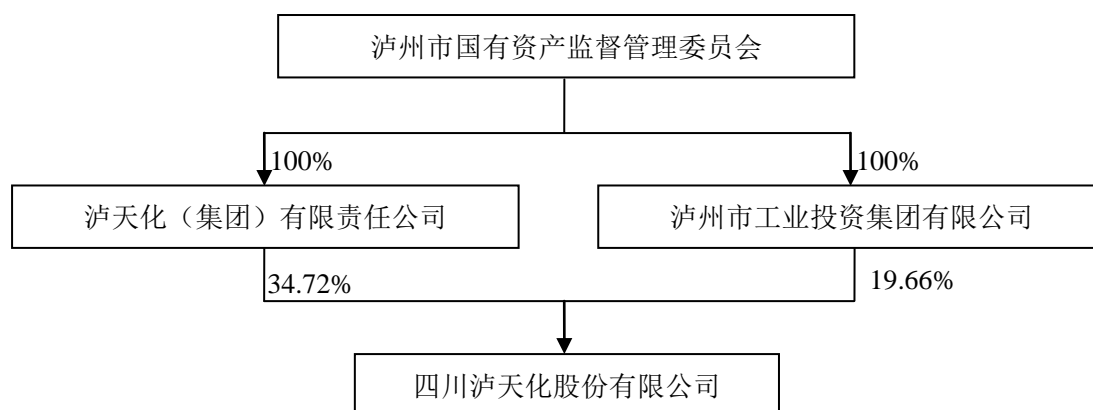 泸州市国有资产监督管理委员会
100%
100%
泸天化（集团）有限责任公司
泸州市工业投资集团有限公司
34.72%
19.66%
四川泸天化股份有限公司